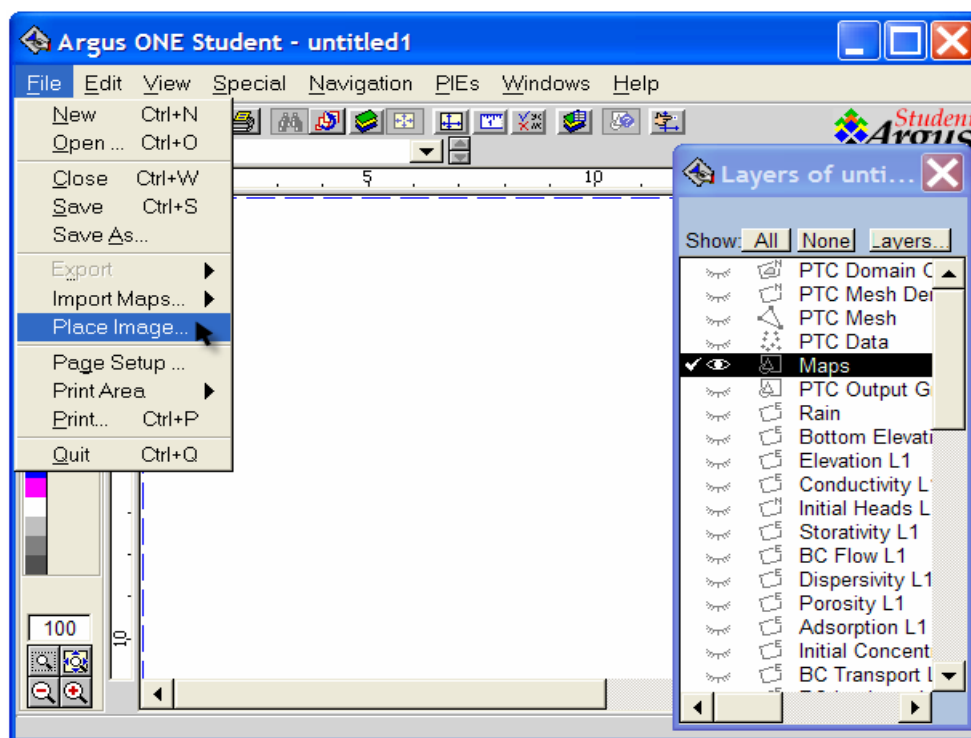 Argus ONE Student - untitled1
File Edit View Special Navigation PIEs Windows Help
New Ctrl+N
Open ... Ctrl+O
Close Ctrl+W
Save Ctrl+S
Save As...
Export
Import Maps...
Place Image...
Page Setup ...
Print Area
Print... Ctrl+P
Quit Ctrl+Q
Student
Argus
5 10
10
100
Layers of unti...
Show: All None Layers...
PTC Domain O
PTC Mesh Den
PTC Mesh
PTC Data
Maps
PTC Output G
Rain
Bottom Elevati
Elevation L1
Conductivity L1
Initial Heads L
Storativity L1
BC Flow L1
Dispersivity L1
Porosity L1
Adsorption L1
Initial Concent
BC Transport L